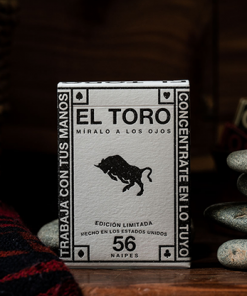 EL TORO
MÍRALO A LOS OJOS
TRABAJA CON TUS MANOS
CONCENTRATE EN LO TUYO
EDICIÓN LIMITADA
HECHO EN LOS ESTADOS UNIDOS
56
NAIPES